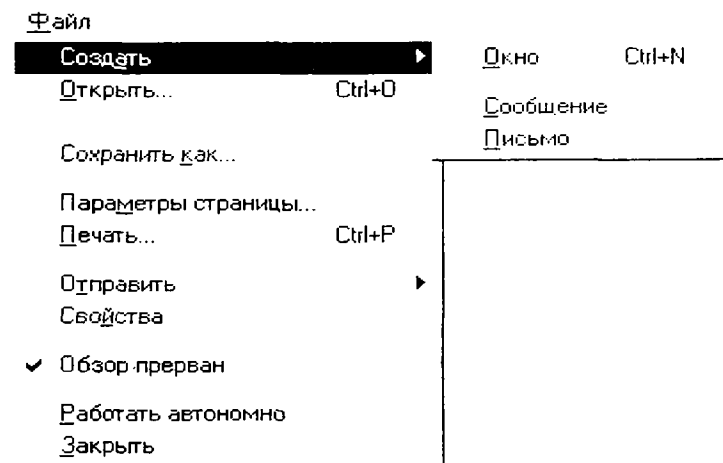 Файл
Создать
Открыть... Ctrl+O
Сохранить как...
Параметры страницы...
Печать... Ctrl+P
Отправить
Свойства
Обзор прерван
Работать автономно
Закрыть
Окно Ctrl+N
Сообщение
Письмо